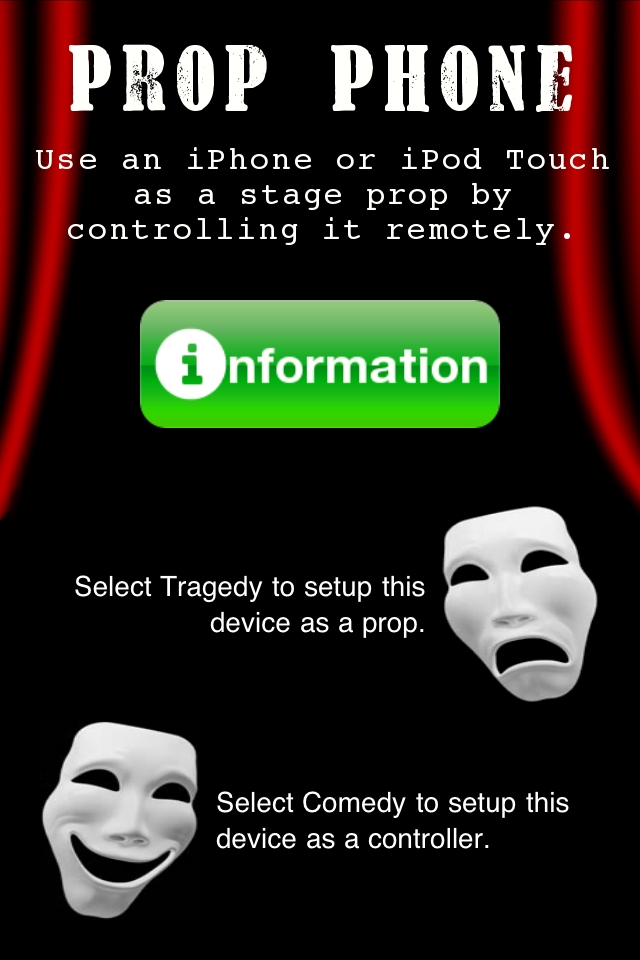 PROP PHONE
Use an iPhone or iPod Touch
as a stage prop by
controlling it remotely.
information
Select Tragedy to setup this
device as a prop.
Select Comedy to setup this
device as a controller.